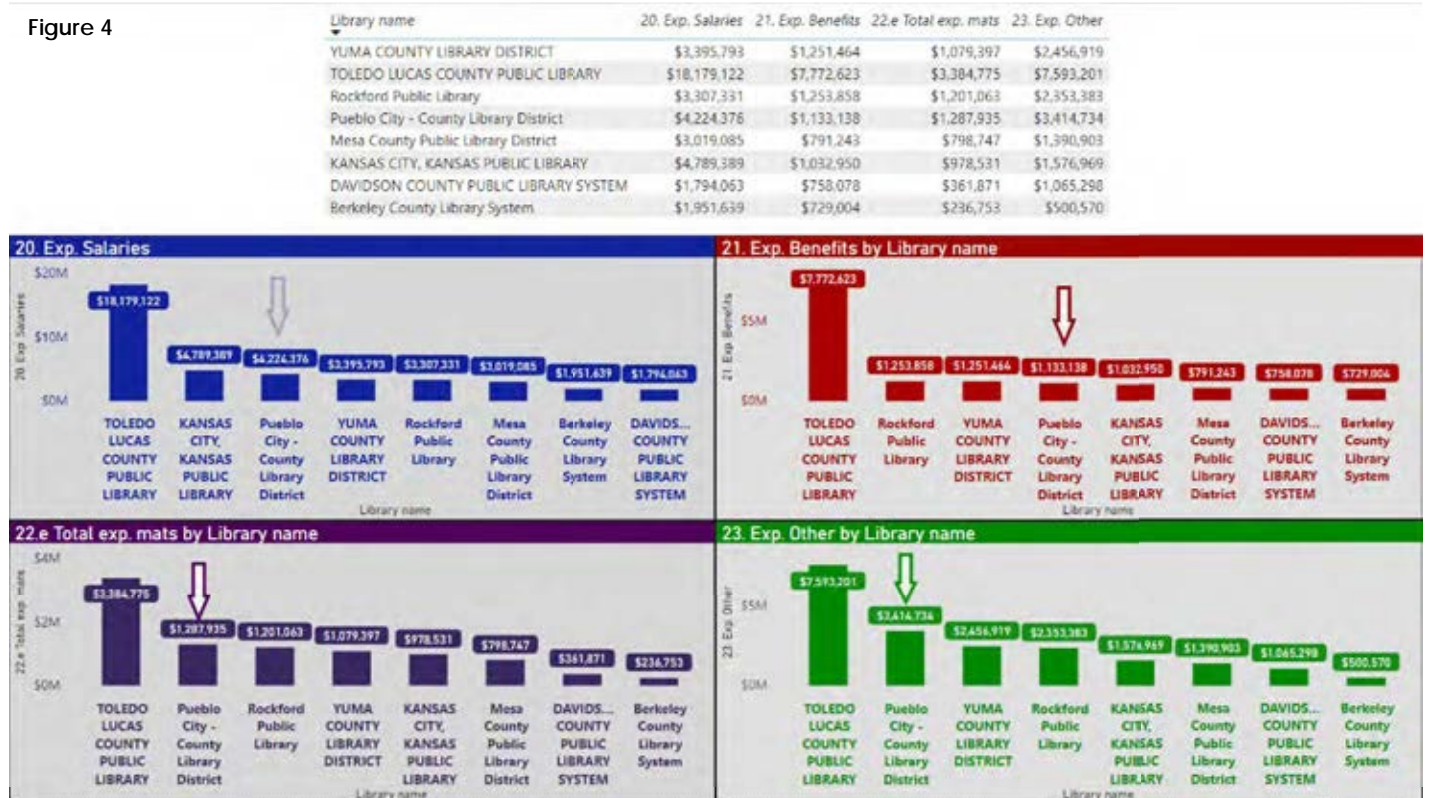 Figure 4
Library name 20. Exp. Salaries 21. Exp. Benefits 22.e Total exp. mats 23. Exp. Other
YUMA COUNTY LIBRARY DISTRICT $3,395,793 $1,251,464 $1,079,397 $2,456,919
TOLEDO LUCAS COUNTY PUBLIC LIBRARY $18,179,122 $7,772,623 $3,384,775 $7,593,201
Rockford Public Library $3,307,331 $1,253,858 $1,201,063 $2,353,383
Pueblo City - County Library District $4,224,376 $1,133,138 $1,287,935 $3,414,734
Mesa County Public Library District $3,019,085 $791,243 $798,747 $1,390,903
KANSAS CITY, KANSAS PUBLIC LIBRARY $4,789,389 $1,032,950 $978,531 $1,576,969
DAVIDSON COUNTY PUBLIC LIBRARY SYSTEM $1,794,063 $758,078 $361,871 $1,065,298
Berkeley County Library System $1,951,639 $729,004 $236,753 $500,570
20. Exp. Salaries
20. Exp. Salaries
$20M
$10M
$0M
$18,179,122 $4,789,389 $4,224,376 $3,395,793 $3,307,331 $3,019,085 $1,951,639 $1,794,063
TOLEDO KANSAS Pueblo YUMA Rockford Mesa Berkeley DAVIDS...
LUCAS CITY, City - COUNTY Public County County COUNTY
COUNTY KANSAS County LIBRARY Library Public Library PUBLIC
PUBLIC PUBLIC Library DISTRICT Library System LIBRARY
LIBRARY LIBRARY District District SYSTEM
Library name
21. Exp. Benefits by Library name
21. Exp. Benefits
$5M
$0M
$7,772,623 $1,253,858 $1,251,464 $1,133,138 $1,032,950 $791,243 $758,078 $729,004
TOLEDO Rockford YUMA Pueblo KANSAS Mesa DAVIDS... Berkeley
LUCAS Public COUNTY City - CITY, County COUNTY County
COUNTY Library LIBRARY County KANSAS Public PUBLIC Library
PUBLIC DISTRICT Library PUBLIC Library LIBRARY System
LIBRARY District LIBRARY District SYSTEM
Library name
22.e Total exp. mats by Library name
22.e Total exp. mats
$4M
$2M
$0M
$3,384,775 $1,287,935 $1,201,063 $1,079,397 $978,531 $798,747 $361,871 $236,753
TOLEDO Pueblo Rockford YUMA KANSAS Mesa DAVIDS... Berkeley
LUCAS City - Public COUNTY CITY, County COUNTY County
COUNTY County Library LIBRARY KANSAS Public PUBLIC Library
PUBLIC Library DISTRICT PUBLIC Library LIBRARY System
LIBRARY District LIBRARY District SYSTEM
Library name
23. Exp. Other by Library name
23. Exp. Other
$5M
$0M
$7,593,201 $3,414,734 $2,456,919 $2,353,383 $1,576,969 $1,390,903 $1,065,298 $500,570
TOLEDO Pueblo YUMA Rockford KANSAS Mesa DAVIDS... Berkeley
LUCAS City - COUNTY Public CITY, County COUNTY County
COUNTY County LIBRARY Library KANSAS Public PUBLIC Library
PUBLIC Library DISTRICT PUBLIC Library LIBRARY System
LIBRARY District LIBRARY District SYSTEM
Library name